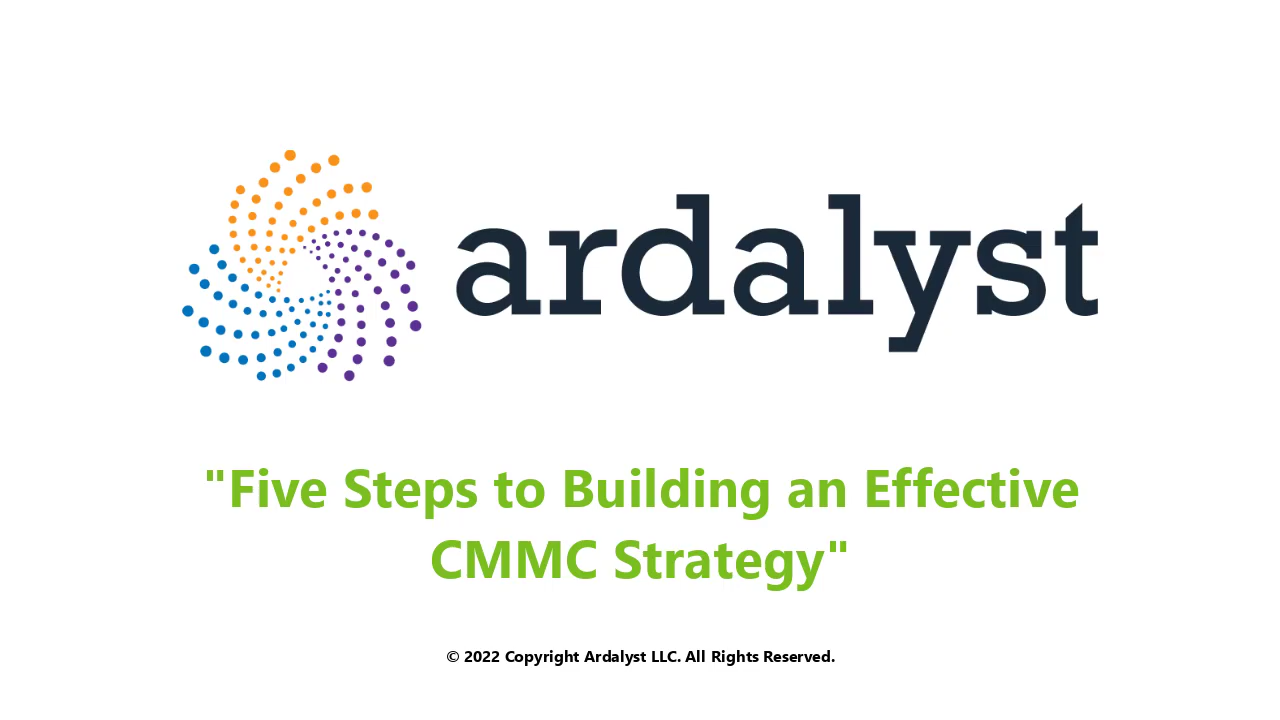 ardalyst
"Five Steps to Building an Effective
CMMC Strategy"
© 2022 Copyright Ardalyst LLC. All Rights Reserved.